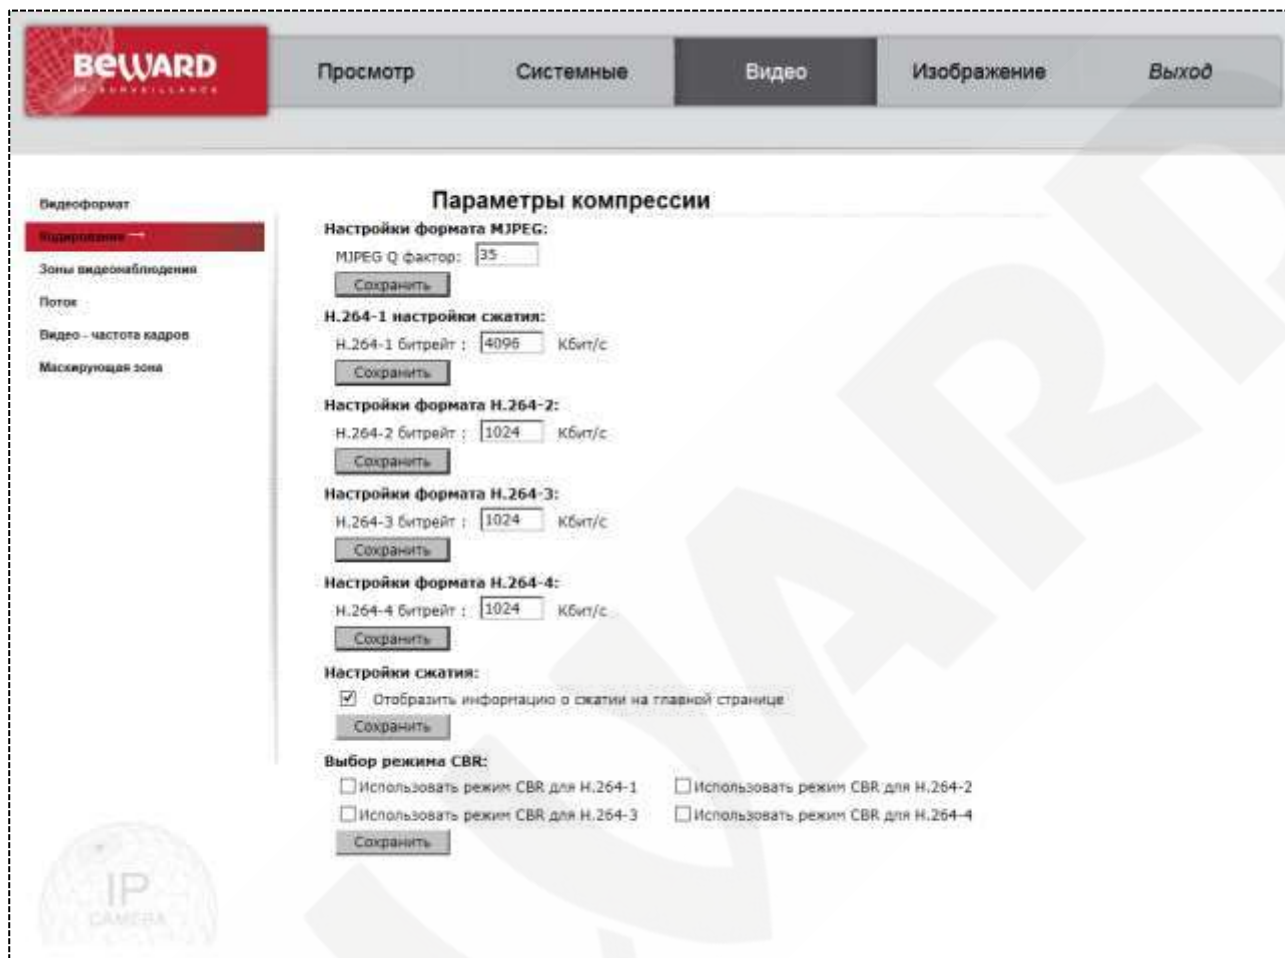 BEWARD
IP SURVEILLANCE
Просмотр
Системные
Видео
Изображение
Выход
Видеоформат
Кодирование →
Зоны видеонаблюдения
Поток
Видео - частота кадров
Маскирующая зона
Параметры компрессии
Настройки формата MJPEG:
MJPEG Q фактор: 35
Сохранить
H.264-1 настройки сжатия:
H.264-1 битрейт : 4096 Кбит/с
Сохранить
Настройки формата H.264-2:
H.264-2 битрейт : 1024 Кбит/с
Сохранить
Настройки формата H.264-3:
H.264-3 битрейт : 1024 Кбит/с
Сохранить
Настройки формата H.264-4:
H.264-4 битрейт : 1024 Кбит/с
Сохранить
Настройки сжатия:
Отобразить информацию о сжатии на главной странице
Сохранить
Выбор режима CBR:
Использовать режим CBR для H.264-1 Использовать режим CBR для H.264-2
Использовать режим CBR для H.264-3 Использовать режим CBR для H.264-4
Сохранить
IP
CAMERA